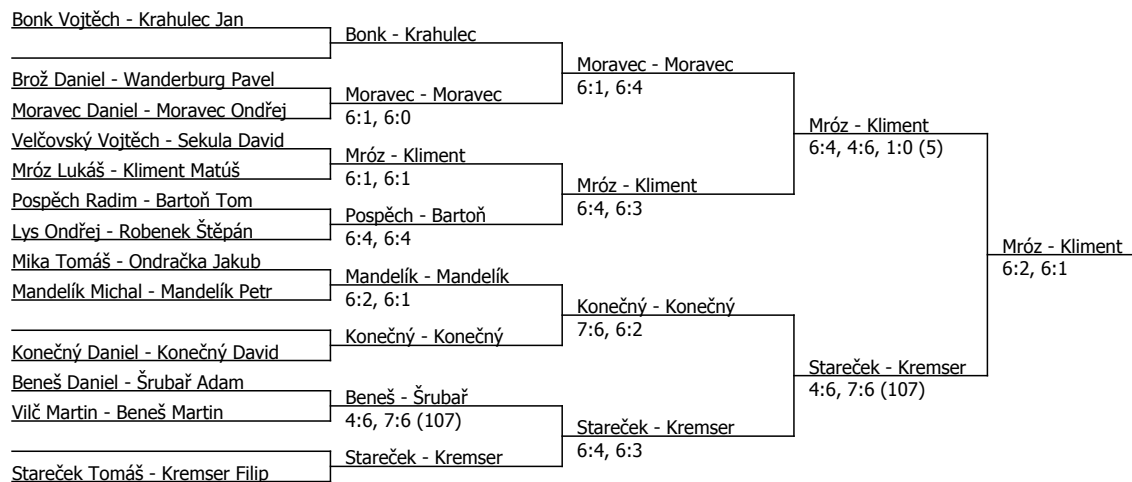 Bonk Vojtěch - Krahulec Jan
Bonk - Krahulec
Moravec - Moravec
6:1, 6:4
Brož Daniel - Wanderburg Pavel
Moravec - Moravec
6:1, 6:0
Moravec Daniel - Moravec Ondřej
Mróz - Kliment
6:4, 4:6, 1:0 (5)
Velčovský Vojtěch - Sekula David
Mróz - Kliment
6:1, 6:1
Mróz Lukáš - Kliment Matúš
Mróz - Kliment
6:4, 6:3
Pospěch Radim - Bartoň Tom
Pospěch - Bartoň
6:4, 6:4
Lys Ondřej - Robenek Štěpán
Mróz - Kliment
6:2, 6:1
Mika Tomáš - Ondračka Jakub
Mandelík - Mandelík
6:2, 6:1
Mandelík Michal - Mandelík Petr
Konečný - Konečný
7:6, 6:2
Konečný - Konečný
Konečný Daniel - Konečný David
Stareček - Kremser
4:6, 7:6 (107)
Beneš Daniel - Šrubař Adam
Beneš - Šrubař
4:6, 7:6 (107)
Vilč Martin - Beneš Martin
Stareček - Kremser
6:4, 6:3
Stareček - Kremser
Stareček Tomáš - Kremser Filip